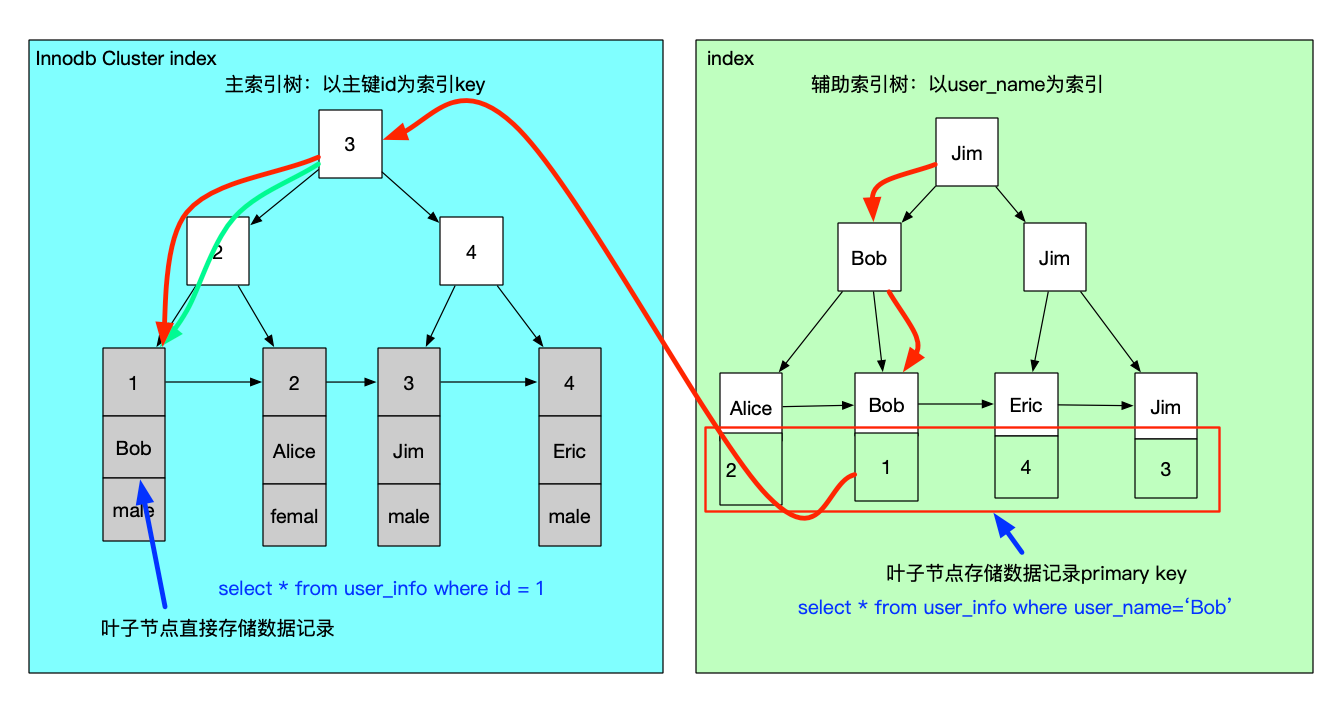 Innodb Cluster index
主索引树：以主键id为索引key
3
2
4
1
2
3
4
Bob
Alice
Jim
Eric
male
femal
male
male
select * from user_info where id = 1
叶子节点直接存储数据记录
index
辅助索引树：以user_name为索引
Jim
Bob
Jim
Alice
Bob
Eric
Jim
2
1
4
3
叶子节点存储数据记录primary key
select * from user_info where user_name=‘Bob’